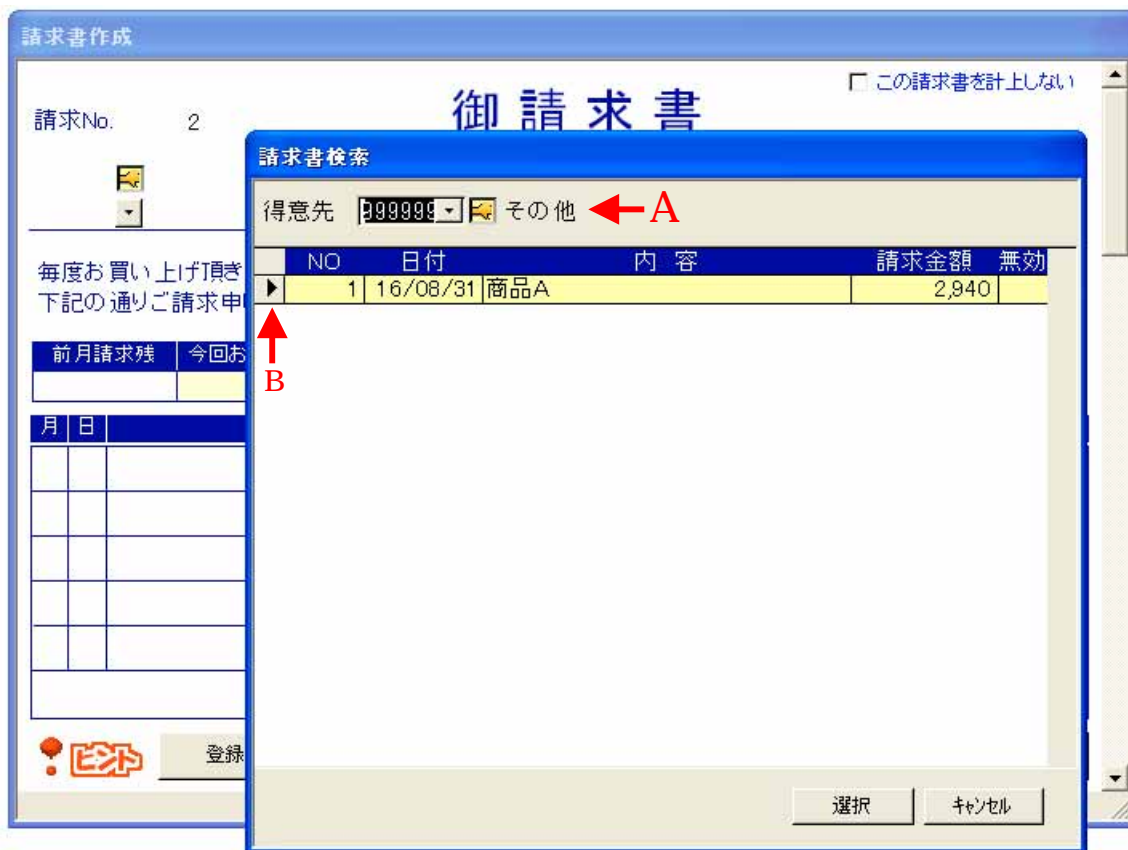 請求書作成
この請求書を計上しない
請求No. 2
御請求書
請求書検索
得意先 999999 その他 A
毎度お買い上げ頂き
下記の通りご請求申
NO 日付 内容 請求金額 無効
1 16/08/31 商品A 2,940
B
前月請求残 今回お
月 日
ヒント
登録
選択 キャンセル